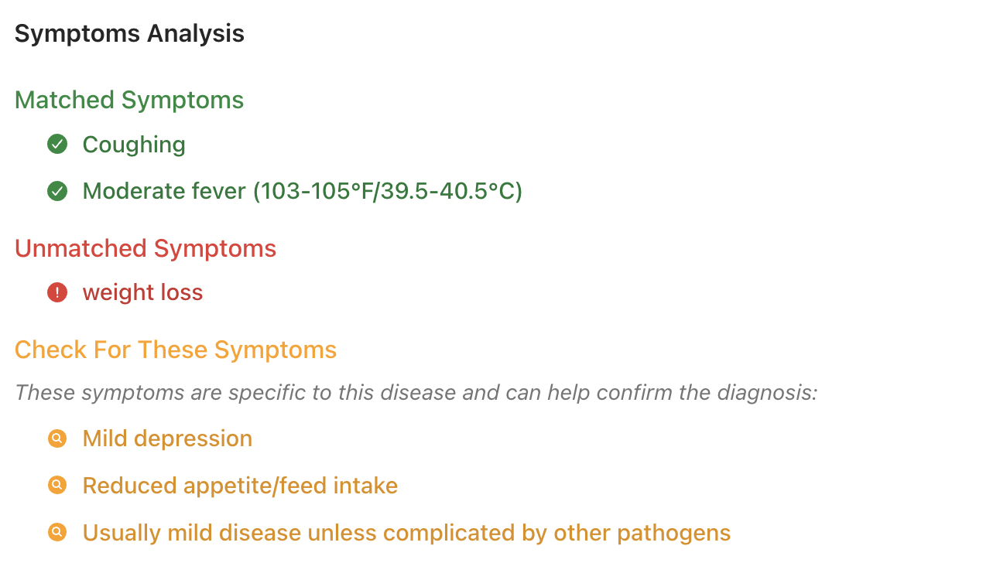 Symptoms Analysis
Matched Symptoms
Coughing
Moderate fever (103-105°F/39.5-40.5°C)
Unmatched Symptoms
weight loss
Check For These Symptoms
These symptoms are specific to this disease and can help confirm the diagnosis:
Mild depression
Reduced appetite/feed intake
Usually mild disease unless complicated by other pathogens